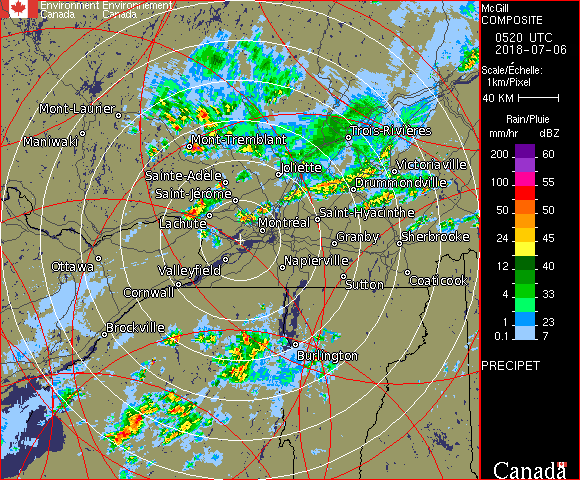 Environment Environnement
Canada Canada
McGill
COMPOSITE
0520 UTC
2018-07-06
Scale/Échelle:
1km/Pixel
40 KM
Rain/Pluie
mm/hr dBZ
200 60
100 55
50 50
24 45
12 40
4 33
1 23
0.1 7
PRECIPET
Canada
Mont-Laurier
Maniwaki
Mont-Tremblant
Trois-Rivières
Joliette
Victoriaville
Sainte-Adèle
Drummondville
Saint-Jérôme
Saint-Hyacinthe
Lachute
Montréal
Granby
Sherbrooke
Ottawa
Valleyfield
Napierville
Cornwall
Sutton
Coaticook
Brockville
Burlington